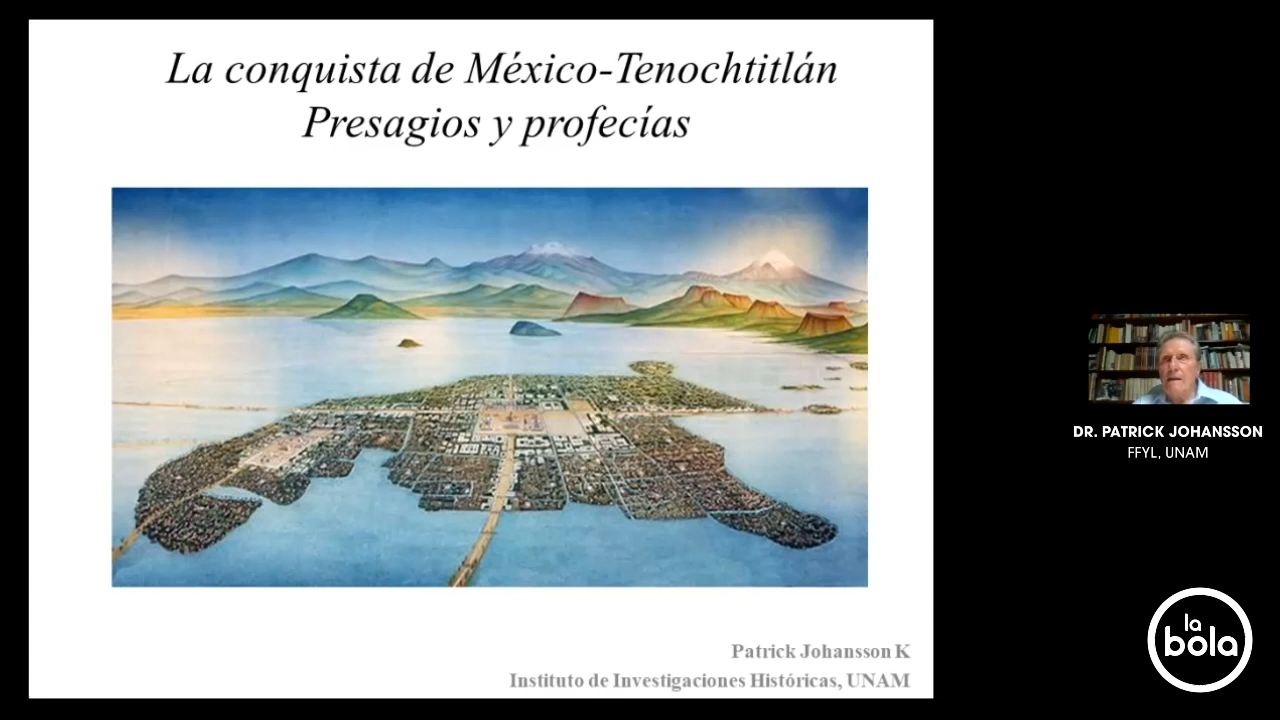 La conquista de México-Tenochtitlán
Presagios y profecías
Patrick Johansson K
Instituto de Investigaciones Históricas, UNAM
DR. PATRICK JOHANSSON
FFYL, UNAM
la
bola